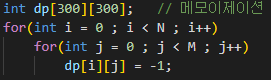 int dp[300][300];   // 메모이제이션
for(int i = 0 ; i < N ; i++)
    for(int j = 0 ; j < M ; j++)
        dp[i][j] = -1;